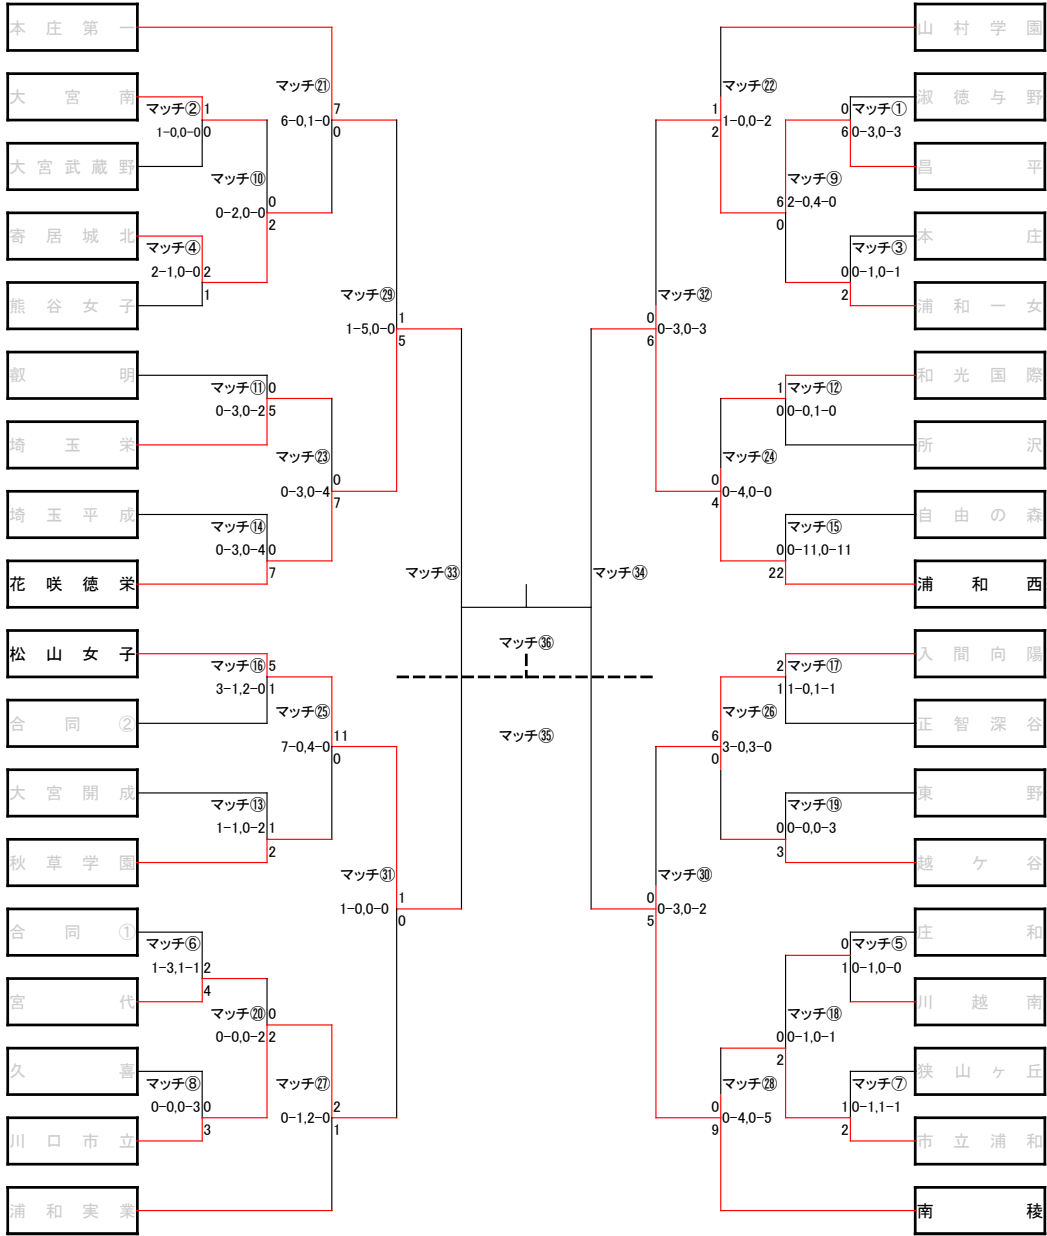 本庄第一
大宮南
マッチ② 1
1-0,0-0 0
大宮武蔵野
マッチ㉑ 7
6-0,1-0 0
マッチ⑩ 0
0-2,0-0 2
寄居城北
マッチ④
2-1,0-0 2
1
熊谷女子
マッチ㉙ 1
1-5,0-0 5
叡明
マッチ⑪ 0
0-3,0-2 5
埼玉栄
マッチ㉓ 0
0-3,0-4 7
埼玉平成
マッチ⑭
0-3,0-4 0
7
花咲徳栄
マッチ㉝
松山女子
マッチ⑯ 5
3-1,2-0 1
合同②
マッチ㉕ 11
7-0,4-0 0
大宮開成
マッチ⑬
1-1,0-2 1
2
秋草学園
マッチ㉛ 1
1-0,0-0 0
合同①
マッチ⑥
1-3,1-1 2
4
宮代
マッチ⑳ 0
0-0,0-2 2
久喜
マッチ⑧
0-0,0-3 0
3
川口市立
マッチ㉗ 2
0-1,2-0 1
浦和実業
マッチ㊱
マッチ㉟
山村学園
淑徳与野
0 マッチ①
6 0-3,0-3
昌平
1 マッチ㉒
2 1-0,0-2
マッチ⑨
6 2-0,4-0
0
本庄
マッチ③
0 0-1,0-1
2
浦和一女
マッチ㉜
0 0-3,0-3
6
和光国際
1 マッチ⑫
0 0-0,1-0
所沢
マッチ㉔
0 0-4,0-0
4
自由の森
マッチ⑮
0 0-11,0-11
22
浦和西
マッチ㉞
入間向陽
2 マッチ⑰
1 1-0,1-1
正智深谷
マッチ㉖
6 3-0,3-0
0
東野
マッチ⑲
0 0-0,0-3
3
越ケ谷
マッチ㉚
0 0-3,0-2
5
庄和
0 マッチ⑤
1 0-1,0-0
川越南
マッチ⑱
0 0-1,0-1
2
狭山ヶ丘
マッチ⑦
1 0-1,1-1
2
市立浦和
マッチ㉘
0 0-4,0-5
9
南稜